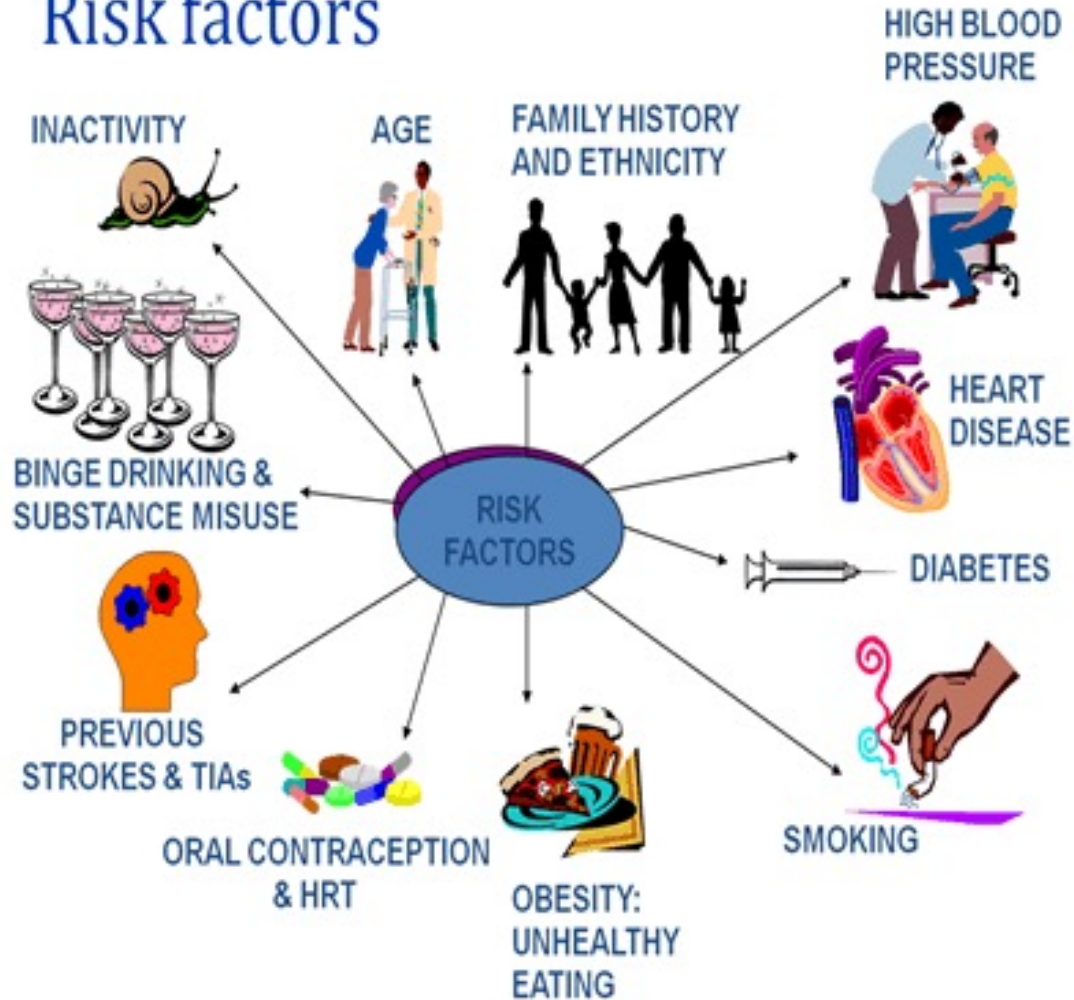 Risk factors
HIGH BLOOD
PRESSURE
INACTIVITY
AGE
FAMILY HISTORY
AND ETHNICITY
HEART
DISEASE
BINGE DRINKING &
SUBSTANCE MISUSE
RISK
FACTORS
DIABETES
PREVIOUS
STROKES & TIAs
ORAL CONTRACEPTION
& HRT
OBESITY:
UNHEALTHY
EATING
SMOKING